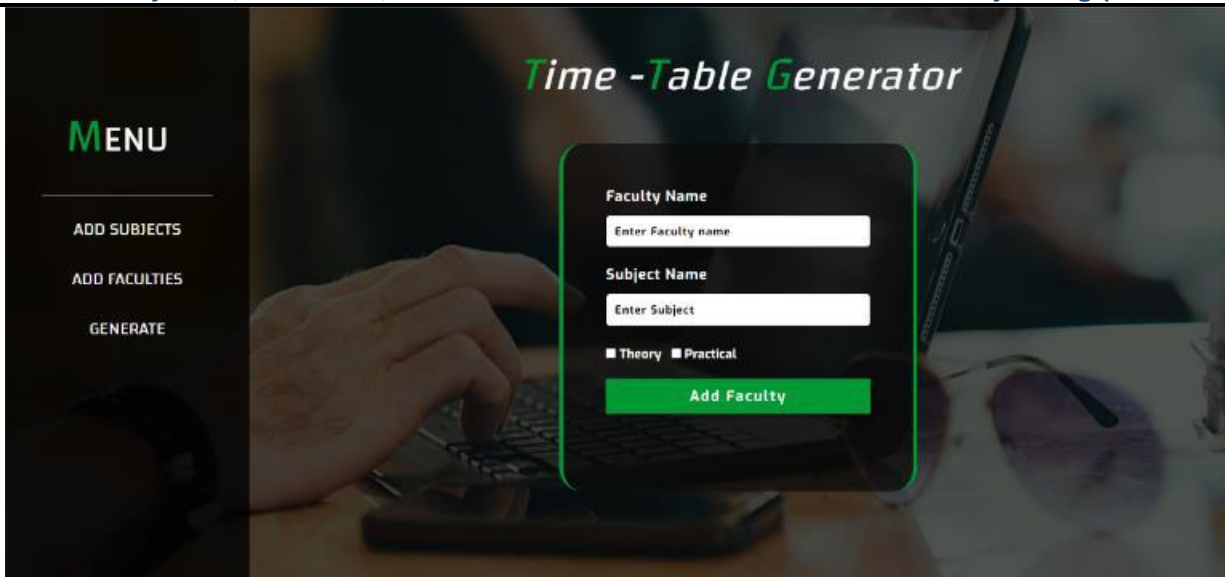 Time -Table Generator
MENU
ADD SUBJECTS
ADD FACULTIES
GENERATE
Faculty Name
Enter Faculty name
Subject Name
Enter Subject
Theory Practical
Add Faculty